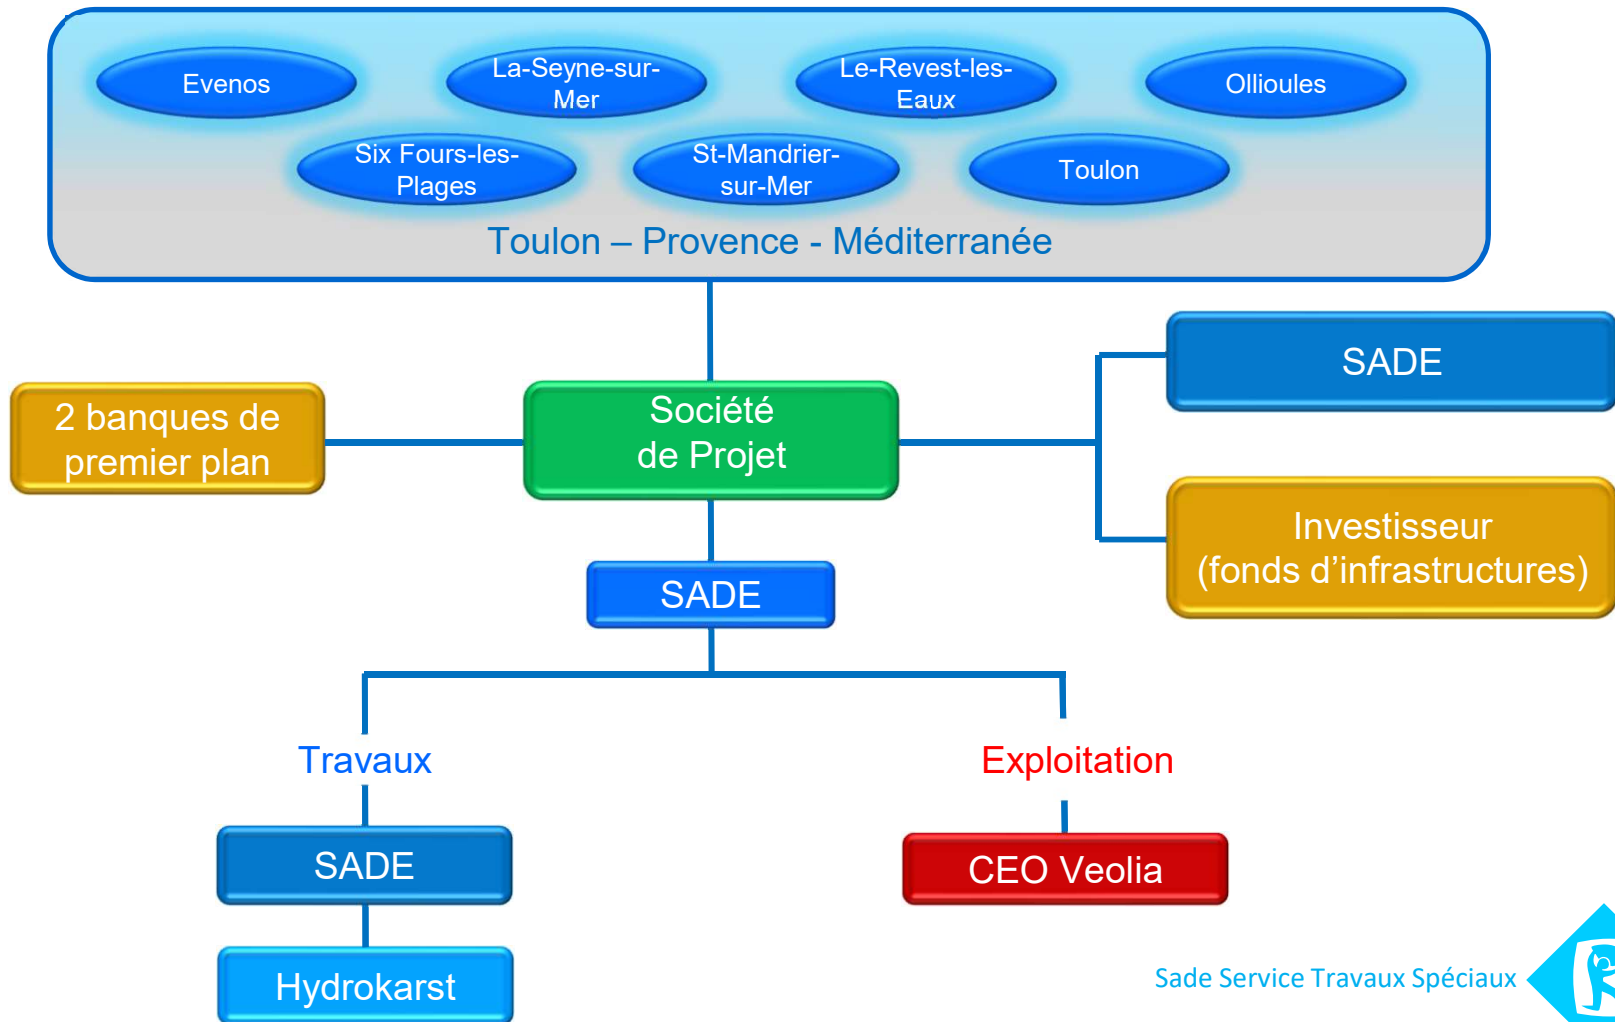 Evenos
La-Seyne-sur-
Mer
Le-Revest-les-
Eaux
Ollioules
Six Fours-les-
Plages
St-Mandrier-
sur-Mer
Toulon
Toulon – Provence - Méditerranée
2 banques de
premier plan
Société
de Projet
SADE
Investisseur
(fonds d’infrastructures)
SADE
Travaux
Exploitation
SADE
CEO Veolia
Hydrokarst
Sade Service Travaux Spéciaux